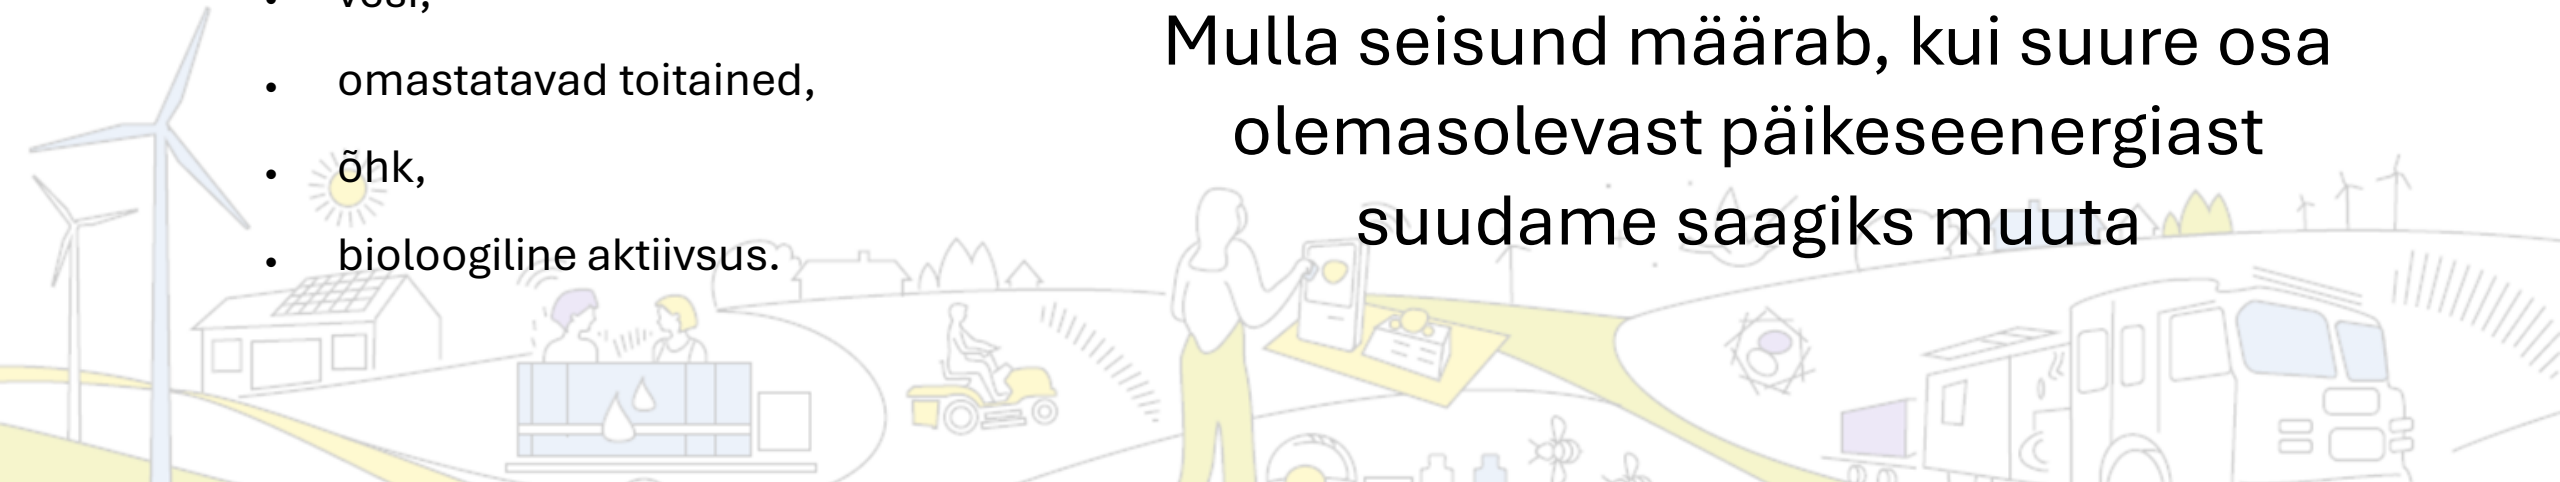 • omastatavad toitained,
• õhk,
• bioloogiline aktiivsus.
Mulla seisund määrab, kui suure osa
olemasolevast päikeseenergiast
suudame saagiks muuta